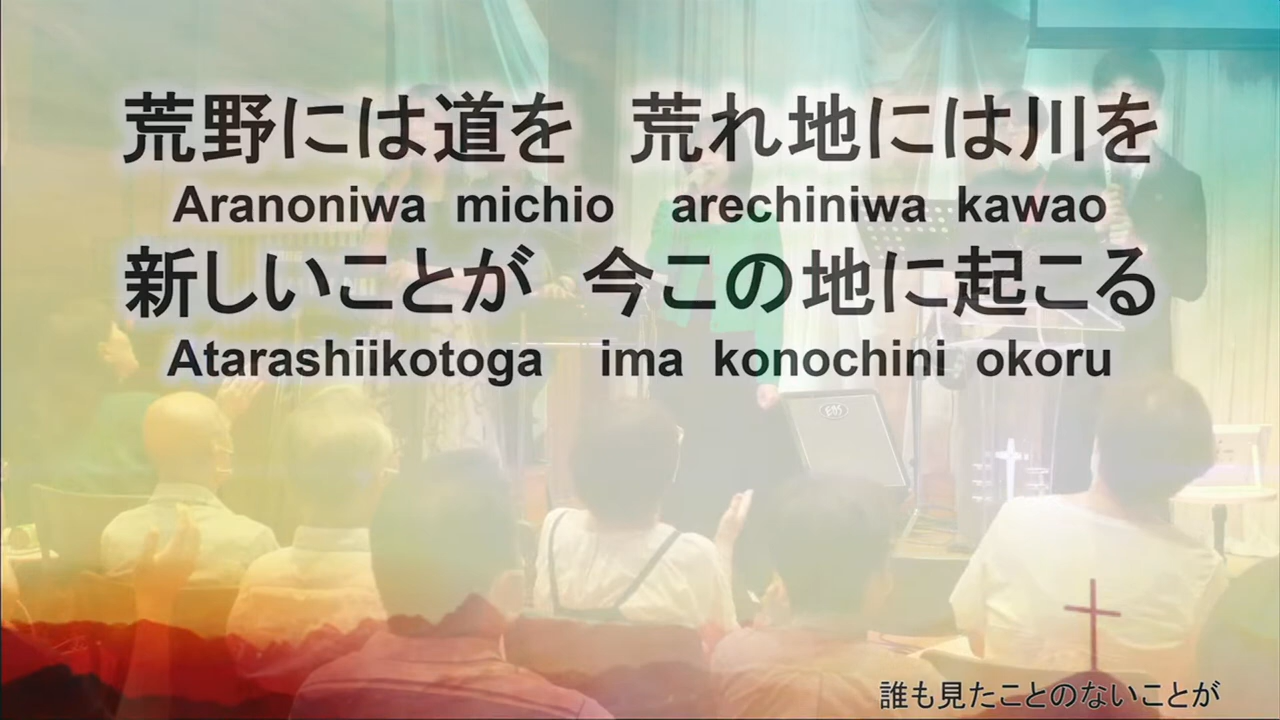 荒野には道を　荒れ地には川を
Aranoniwa michio arechiniwa kawao
新しいことが　今この地に起こる
Atarashiikotoga ima konochini okoru
誰も見たことのないことが